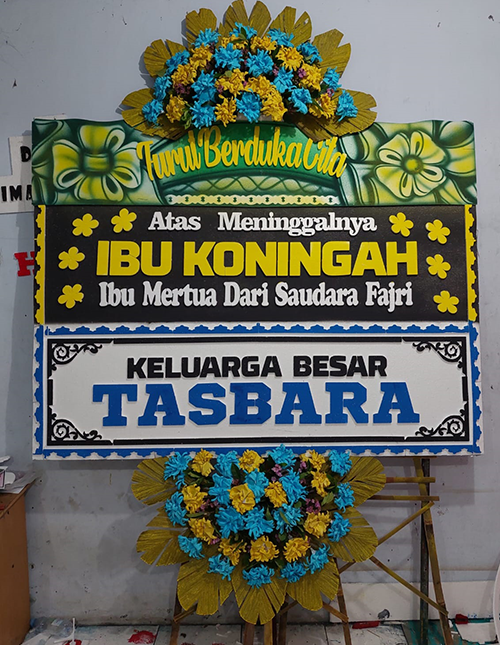 Turut Berduka Cita
Atas Meninggalnya
IBU KONINGAH
Ibu Mertua Dari Saudara Fajri
KELUARGA BESAR
TASBARA